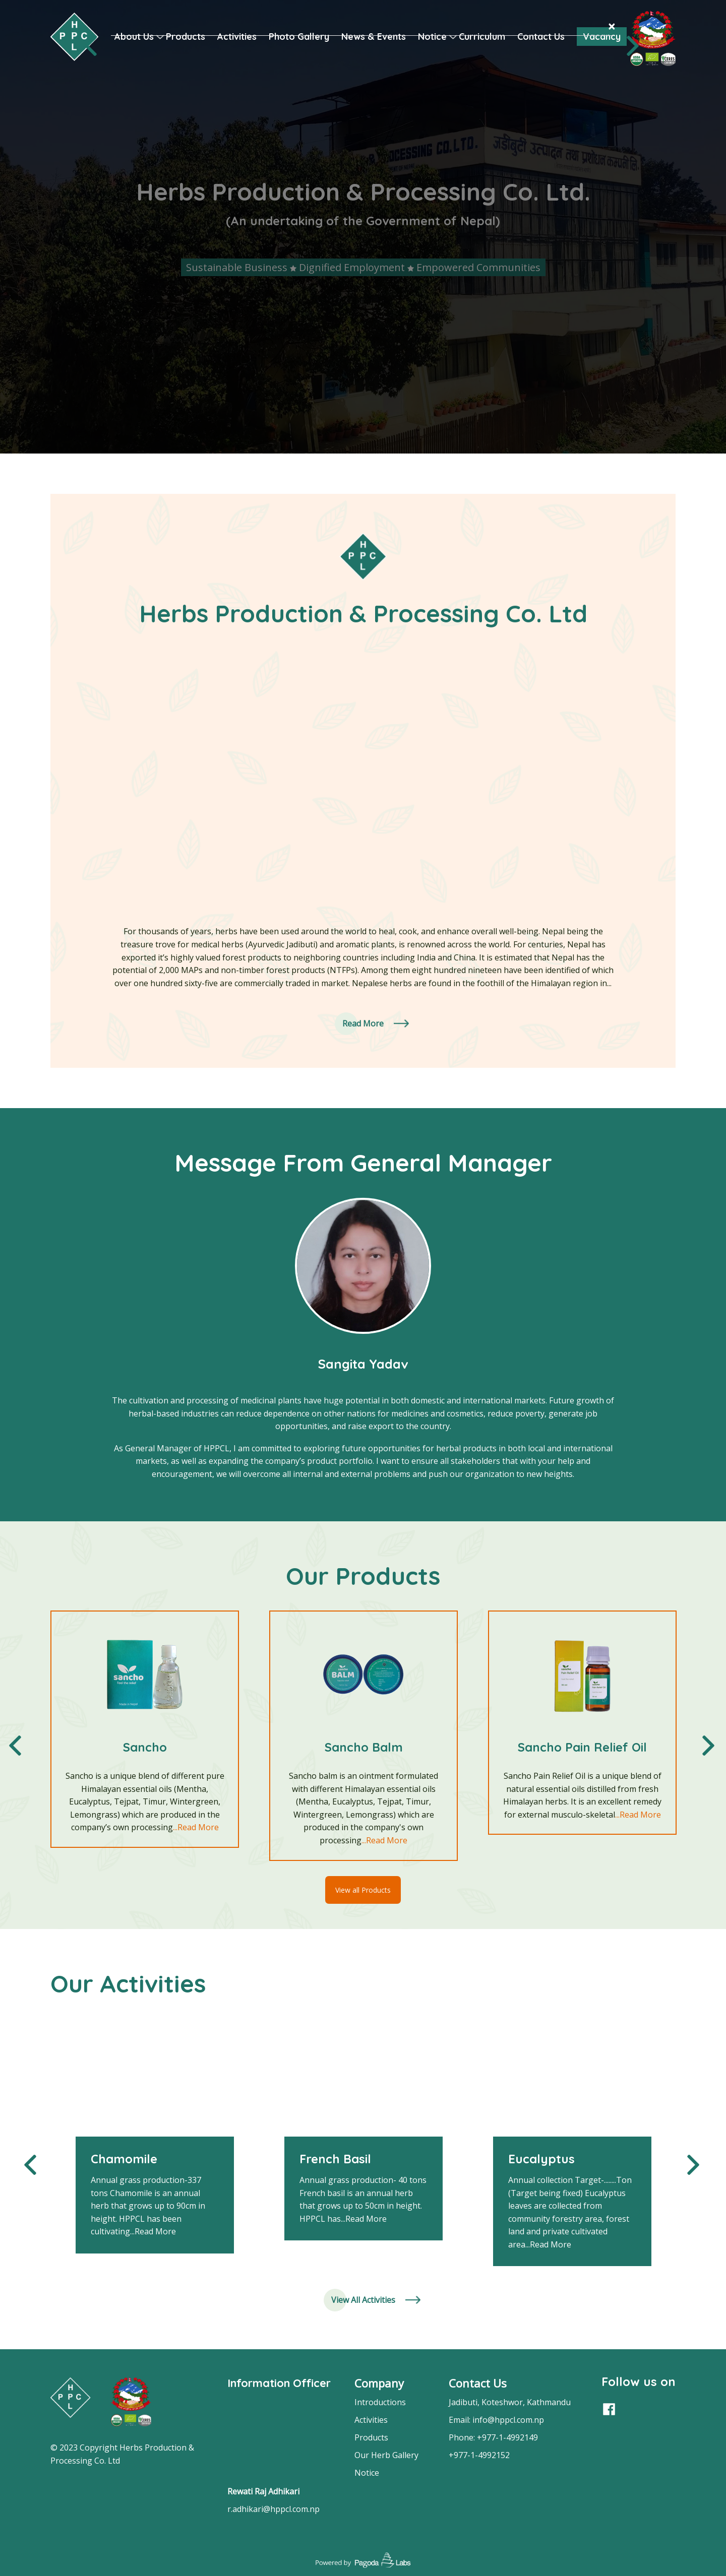 H
P P C
L
About Us Products Activities Photo Gallery News & Events Notice Curriculum Contact Us Vacancy
जडीबुटी उत्पादन
Processing Co.,LTD.
Herbs Production & Processing Co. Ltd.
(An undertaking of the Government of Nepal)
Sustainable Business ★ Dignified Employment ★ Empowered Communities
H
P P C
L
Herbs Production & Processing Co. Ltd
For thousands of years, herbs have been used around the world to heal, cook, and enhance overall well-being. Nepal being the
treasure trove for medical herbs (Ayurvedic Jadibuti) and aromatic plants, is renowned across the world. For centuries, Nepal has
exported it's highly valued forest products to neighboring countries including India and China. It is estimated that Nepal has the
potential of 2,000 MAPs and non-timber forest products (NTFPs). Among them eight hundred nineteen have been identified of which
over one hundred sixty-five are commercially traded in market. Nepalese herbs are found in the foothill of the Himalayan region in...
Read More
Message From General Manager
Sangita Yadav
The cultivation and processing of medicinal plants have huge potential in both domestic and international markets. Future growth of
herbal-based industries can reduce dependence on other nations for medicines and cosmetics, reduce poverty, generate job
opportunities, and raise export to the country.
As General Manager of HPPCL, I am committed to exploring future opportunities for herbal products in both local and international
markets, as well as expanding the company's product portfolio. I want to ensure all stakeholders that with your help and
encouragement, we will overcome all internal and external problems and push our organization to new heights.
Our Products
sancho
BALM
Sancho
Sancho is a unique blend of different pure
Himalayan essential oils (Mentha,
Eucalyptus, Tejpat, Timur, Wintergreen,
Lemongrass) which are produced in the
company's own processing...Read More
Sancho Balm
Sancho balm is an ointment formulated
with different Himalayan essential oils
(Mentha, Eucalyptus, Tejpat, Timur,
Wintergreen, Lemongrass) which are
produced in the company's own
processing...Read More
Sancho Pain Relief Oil
Sancho Pain Relief Oil is a unique blend of
natural essential oils distilled from fresh
Himalayan herbs. It is an excellent remedy
for external musculo-skeletal...Read More
View all Products
Our Activities
Chamomile
Annual grass production-337
tons Chamomile is an annual
herb that grows up to 90cm in
height. HPPCL has been
cultivating...Read More
French Basil
Annual grass production- 40 tons
French basil is an annual herb
that grows up to 50cm in height.
HPPCL has...Read More
Eucalyptus
Annual collection Target-........Ton
(Target being fixed) Eucalyptus
leaves are collected from
community forestry area, forest
land and private cultivated
area...Read More
View All Activities
H
P P C
L
© 2023 Copyright Herbs Production &
Processing Co. Ltd
Information Officer
Rewati Raj Adhikari
r.adhikari@hppcl.com.np
Company
Introductions
Activities
Products
Our Herb Gallery
Notice
Contact Us
Jadibuti, Koteshwor, Kathmandu
Email: info@hppcl.com.np
Phone: +977-1-4992149
+977-1-4992152
Follow us on
Powered by Pagoda Labs